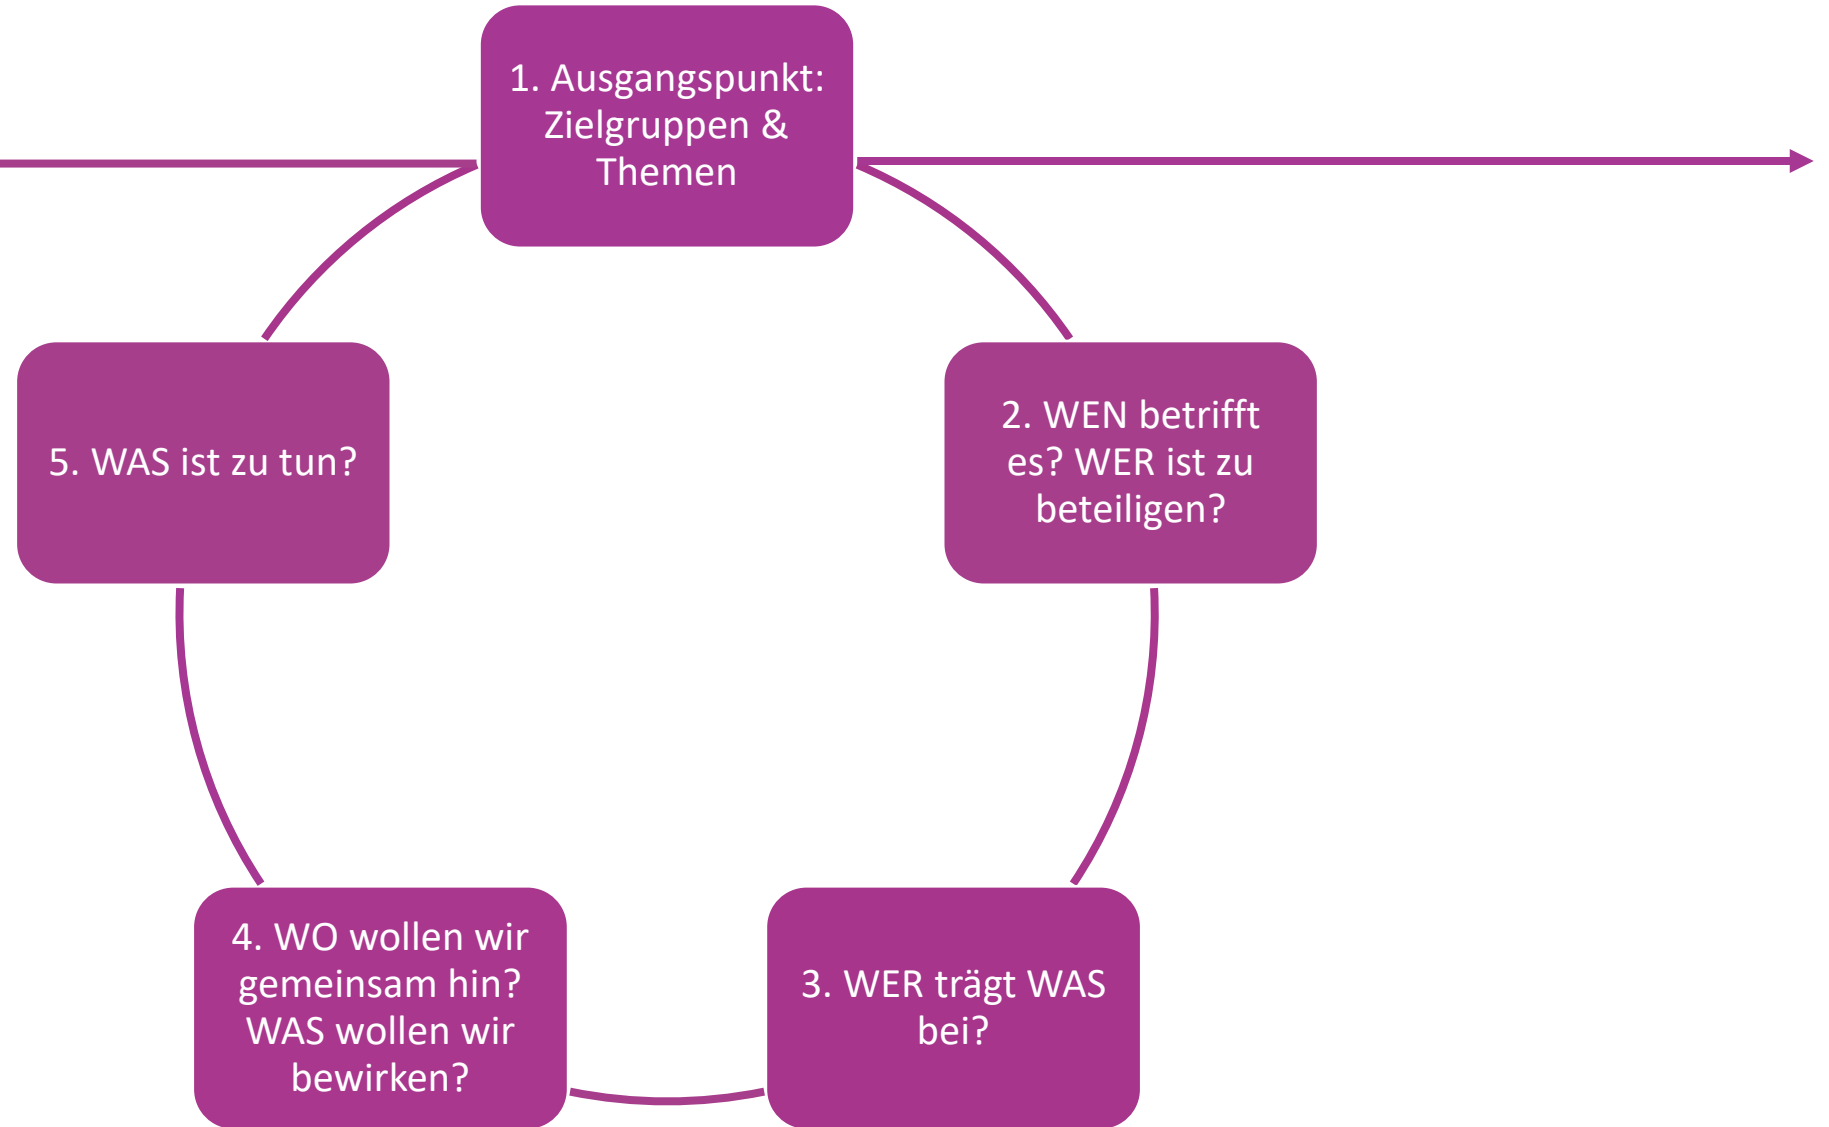 1. Ausgangspunkt:
Zielgruppen &
Themen
2. WEN betrifft
es? WER ist zu
beteiligen?
3. WER trägt WAS
bei?
4. WO wollen wir
gemeinsam hin?
WAS wollen wir
bewirken?
5. WAS ist zu tun?